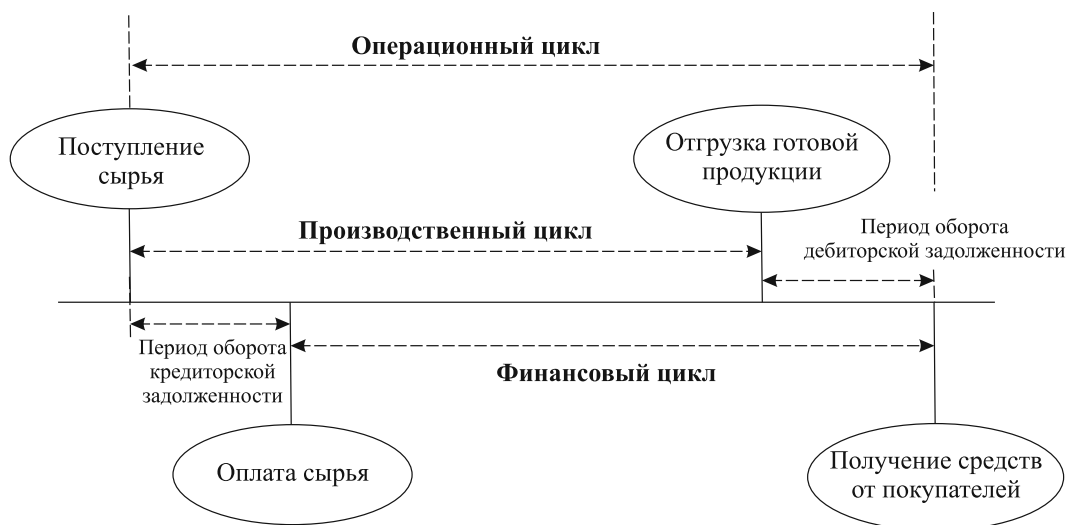 Операционный цикл
Поступление
сырья
Отгрузка готовой
продукции
Производственный цикл
Период оборота
дебиторской задолженности
Период оборота
кредиторской
задолженности
Финансовый цикл
Оплата сырья
Получение средств
от покупателей